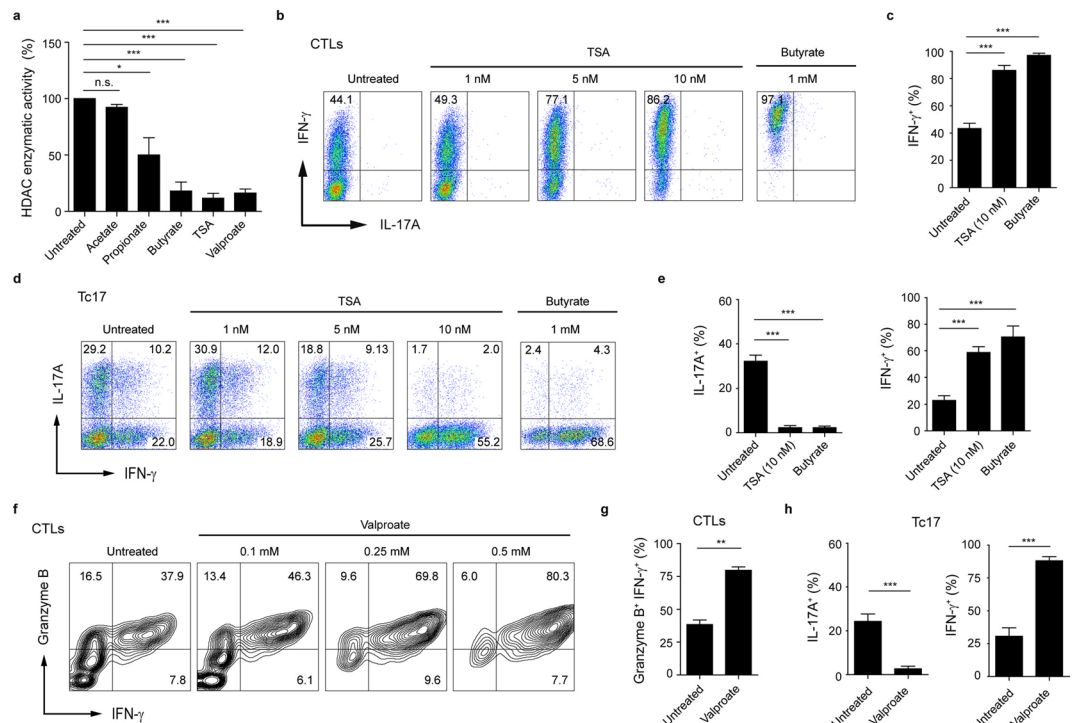 a
HDAC enzymatic activity (%)
150
100
50
0
n.s.
*
***
***
***
Untreated
Acetate
Propionate
Butyrate
TSA
Valproate
b
CTLs
TSA
Butyrate
Untreated
1 nM
5 nM
10 nM
1 mM
44.1
49.3
77.1
86.2
97.1
IFN-γ
IL-17A
c
IFN-γ⁺ (%)
100
80
60
40
20
0
***
***
Untreated
TSA (10 nM)
Butyrate
d
Tc17
TSA
Butyrate
Untreated
1 nM
5 nM
10 nM
1 mM
29.2 10.2
30.9 12.0
18.8 9.13
1.7 2.0
2.4 4.3
22.0
18.9
25.7
55.2
68.6
IL-17A
IFN-γ
e
IL-17A⁺ (%)
60
40
20
0
***
***
Untreated
TSA (10 nM)
Butyrate
IFN-γ⁺ (%)
100
80
60
40
20
0
***
***
Untreated
TSA (10 nM)
Butyrate
f
CTLs
Valproate
Untreated
0.1 mM
0.25 mM
0.5 mM
16.5 37.9
13.4 46.3
9.6 69.8
6.0 80.3
7.8
6.1
9.6
7.7
Granzyme B
IFN-γ
g
CTLs
Granzyme B⁺ IFN-γ⁺ (%)
100
80
60
40
20
0
**
Untreated
Valproate
h
Tc17
IL-17A⁺ (%)
60
40
20
0
***
Untreated
Valproate
IFN-γ⁺ (%)
100
80
60
40
20
0
***
Untreated
Valproate